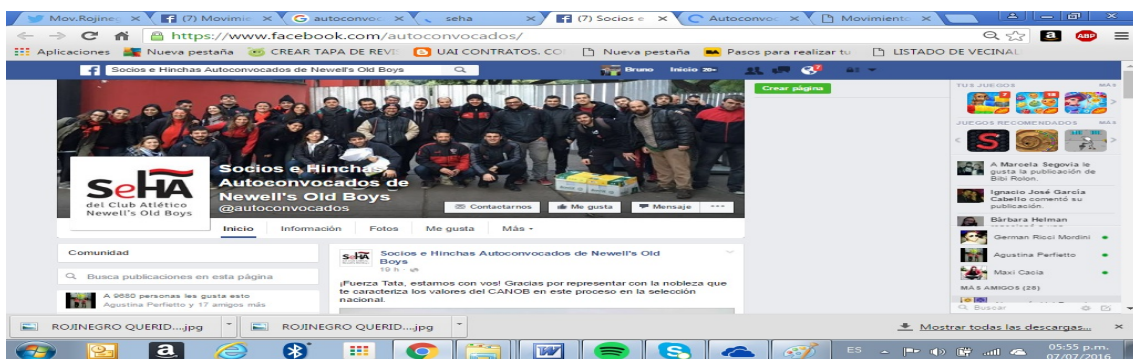 Mov.Rojineg
(7) Movimie
autoconvoc
seha
(7) Socios e
Autoconvoc
Movimiento
https://www.facebook.com/autoconvocados/
ABP
Aplicaciones
Nueva pestaña
CREAR TAPA DE REVI
UAI CONTRATOS. CO
Nueva pestaña
Pasos para realizar tu
LISTADO DE VECINAL
Socios e Hinchas Autoconvocados de Newell's Old Boys
Bruno
Inicio 20+
Crear página
TUS JUEGOS
MÁS
JUEGOS RECOMENDADOS
MÁS
SeHA
del Club Atlético
Newell's Old Boys
Socios e Hinchas
Autoconvocados de
Newell's Old Boys
@autoconvocados
Contactarnos
Me gusta
Mensaje
Inicio
Información
Fotos
Me gusta
Más
A Marcela Segovia le
gusta la publicación de
Bibi Rolon.
Ignacio José García
Cabello comentó su
publicación.
Bárbara Helman
German Ricci Mordini
Agustina Perfietto
Maxi Cacia
MÁS AMIGOS (28)
Buscar
Comunidad
Busca publicaciones en esta página
A 9680 personas les gusta esto
Agustina Perfietto y 17 amigos más
SeHA
Socios e Hinchas Autoconvocados de Newell's Old
Boys
19 h
¡Fuerza Tata, estamos con vos! Gracias por representar con la nobleza que
te caracteriza los valores del CANOB en este proceso en la selección
nacional.
ROJINEGRO QUERID....jpg
ROJINEGRO QUERID....jpg
Mostrar todas las descargas...
ES
05:55 p.m.
07/07/2016